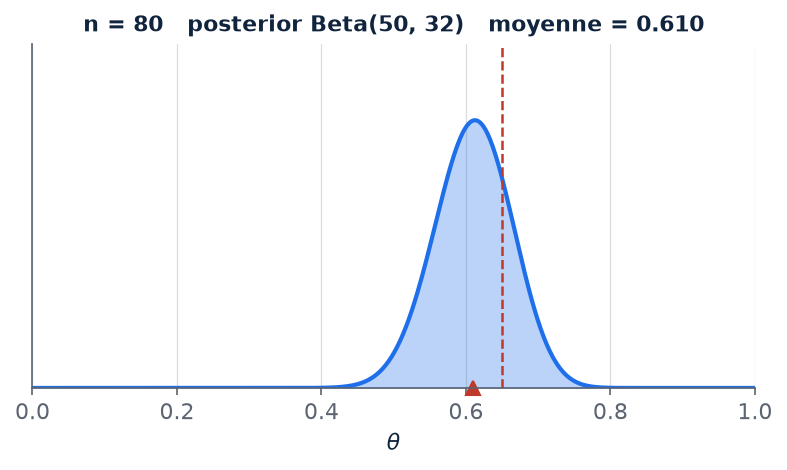 n = 80 posterior Beta(50, 32) moyenne = 0.610
0.0 0.2 0.4 0.6 0.8 1.0
θ